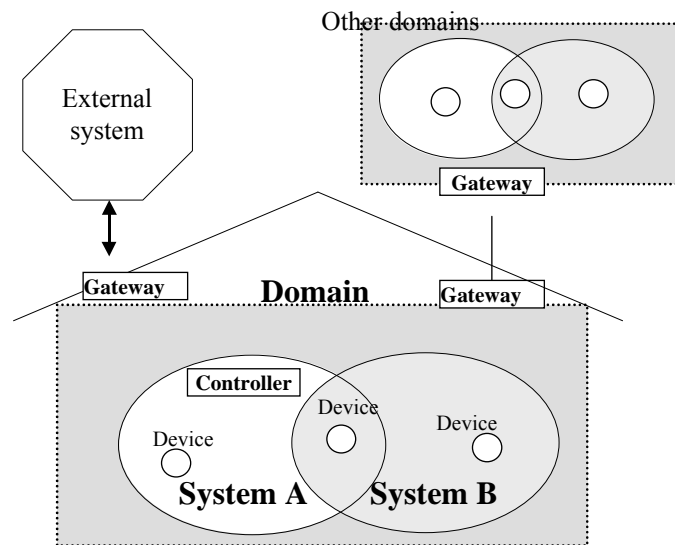 Other domains
External
system
Gateway
Gateway
Domain
Gateway
Controller
Device
Device
Device
System A
System B